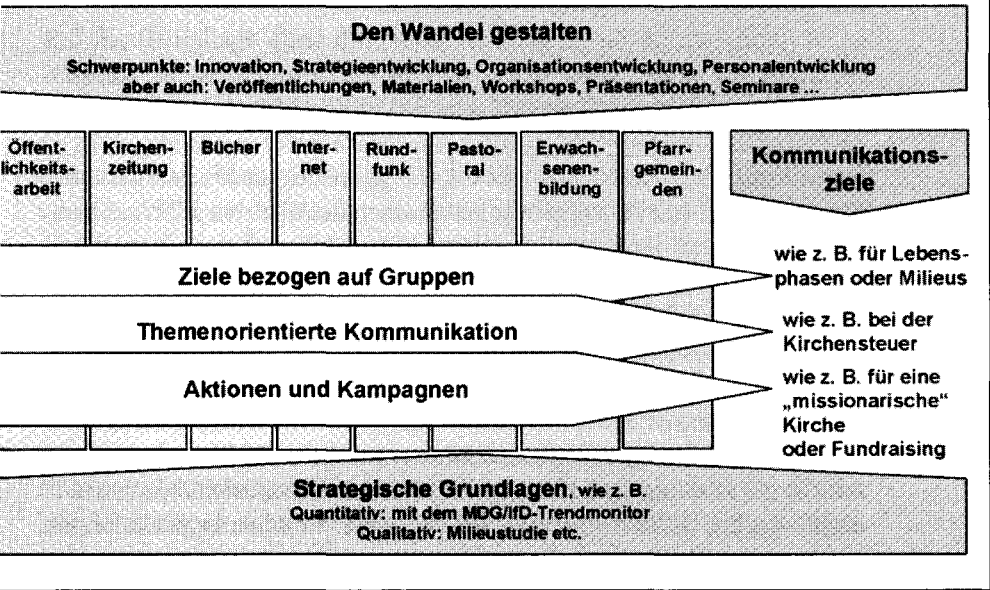 Den Wandel gestalten
Schwerpunkte: Innovation, Strategieentwicklung, Organisationsentwicklung, Personalentwicklung
aber auch: Veröffentlichungen, Materialien, Workshops, Präsentationen, Seminare ...
Öffent-
lichkeits-
arbeit
Kirchen-
zeitung
Bücher
Inter-
net
Rund-
funk
Pasto-
ral
Erwach-
senen-
bildung
Pfarr-
gemein-
den
Kommunikations-
ziele
Ziele bezogen auf Gruppen
wie z. B. für Lebens-
phasen oder Milieus
Themenorientierte Kommunikation
wie z. B. bei der
Kirchensteuer
Aktionen und Kampagnen
wie z. B. für eine
„missionarische“
Kirche
oder Fundraising
Strategische Grundlagen, wie z. B.
Quantitativ: mit dem MDG/IfD-Trendmonitor
Qualitativ: Milieustudie etc.